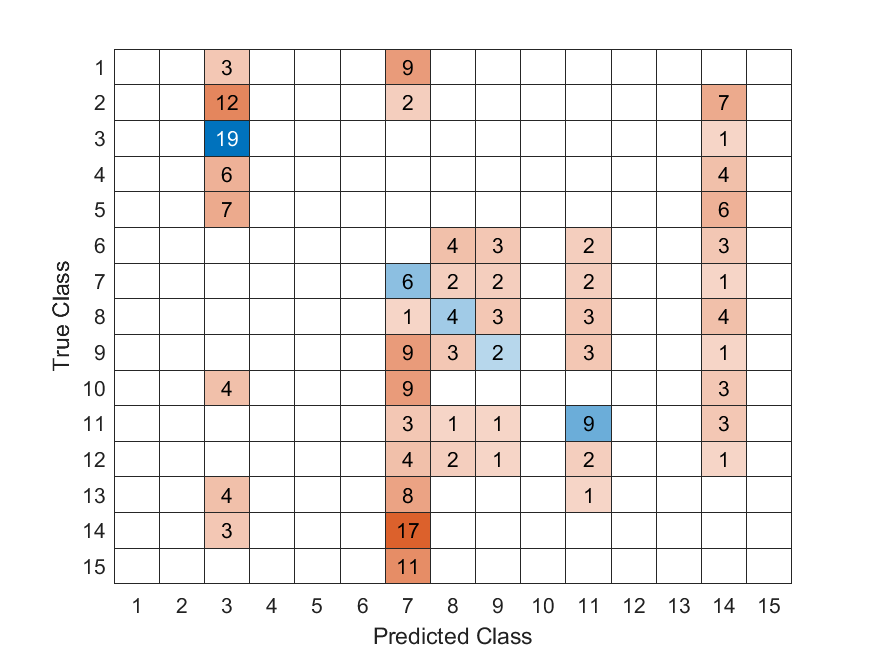 1 3 9
2 12 2 7
3 19 1
4 6 4
5 7 6
6 4 3 2 3
7 6 2 2 2 1
8 1 4 3 3 4
9 9 3 2 3 1
10 4 9 3
11 3 1 1 9 3
12 4 2 1 2 1
13 4 8 1
14 3 17
15 11
True Class
1 2 3 4 5 6 7 8 9 10 11 12 13 14 15
Predicted Class